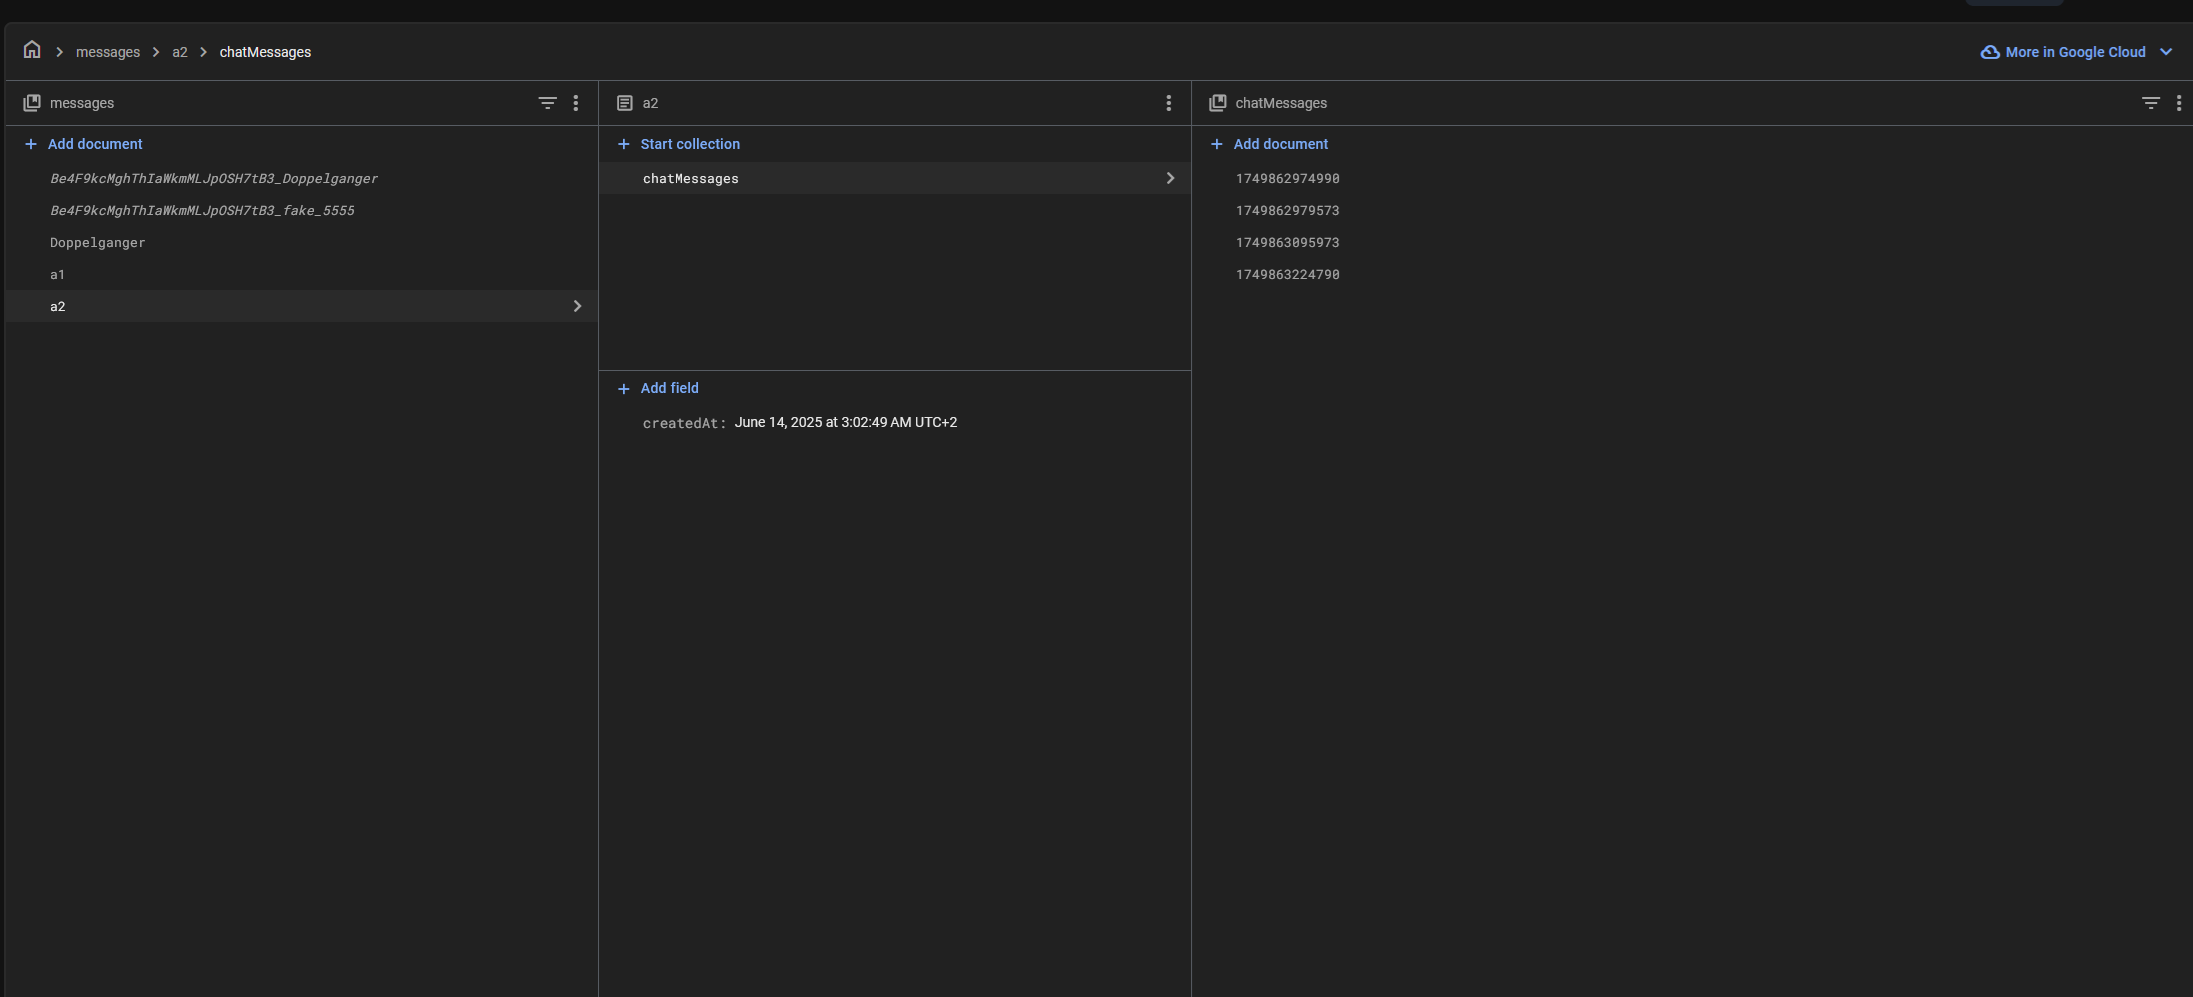 messages > a2 > chatMessages
More in Google Cloud
messages
Add document
Be4F9kcMghThIaWkmMLJpOSH7tB3_Doppelganger
Be4F9kcMghThIaWkmMLJpOSH7tB3_fake_5555
Doppelganger
a1
a2
a2
Start collection
chatMessages
Add field
createdAt: June 14, 2025 at 3:02:49 AM UTC+2
chatMessages
Add document
1749862974990
1749862979573
1749863095973
1749863224790